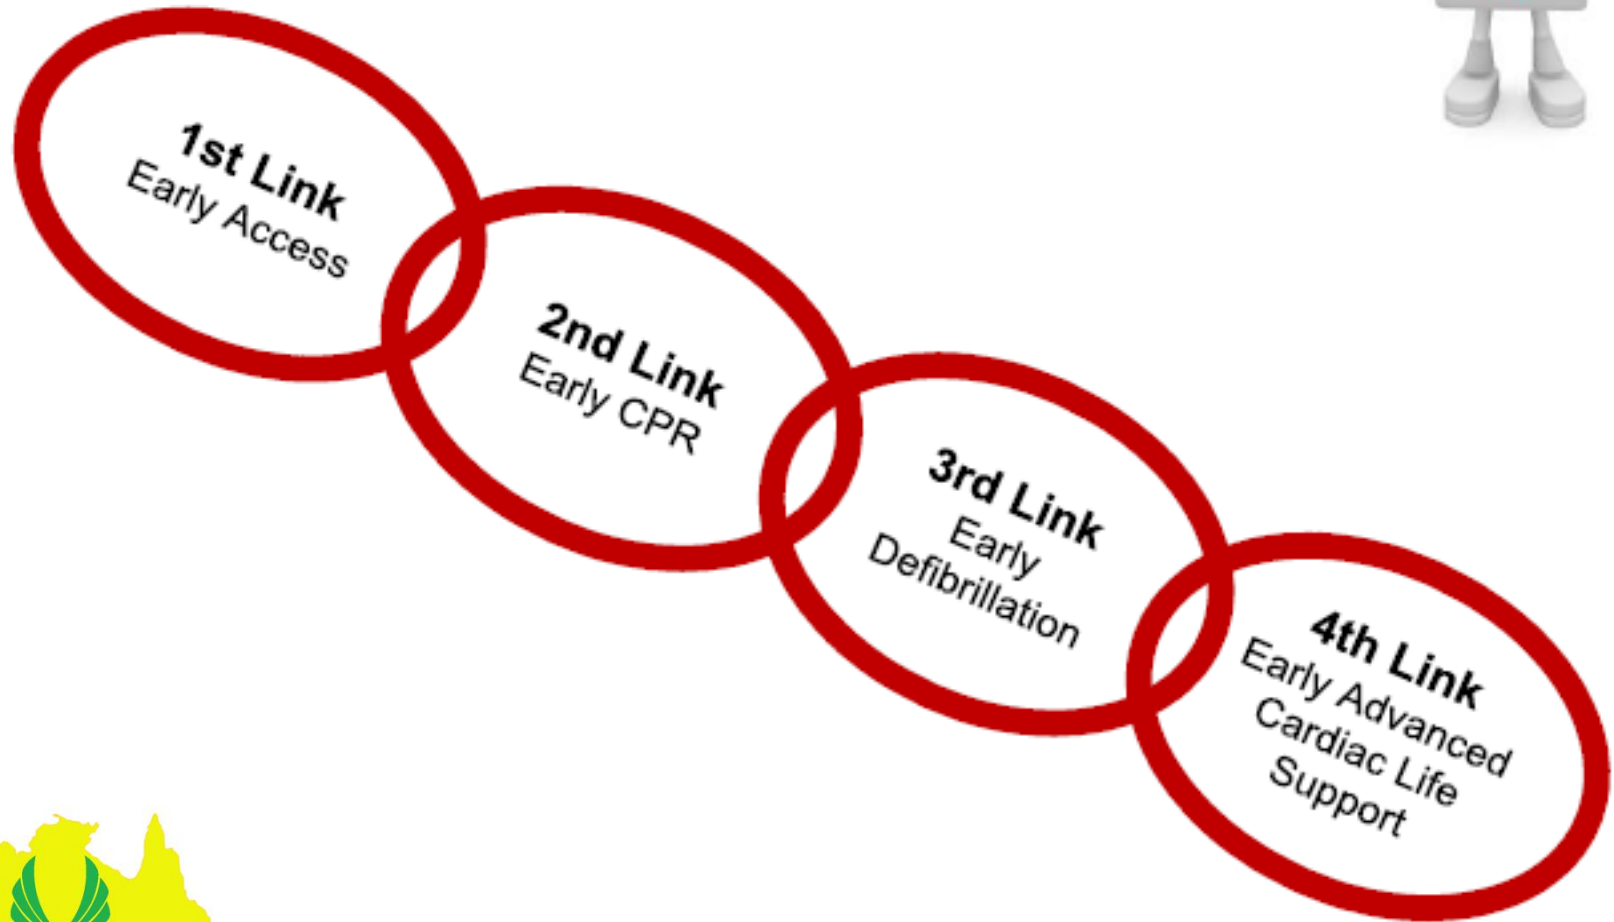 1st Link
Early Access
2nd Link
Early CPR
3rd Link
Early
Defibrillation
4th Link
Early Advanced
Cardiac Life
Support